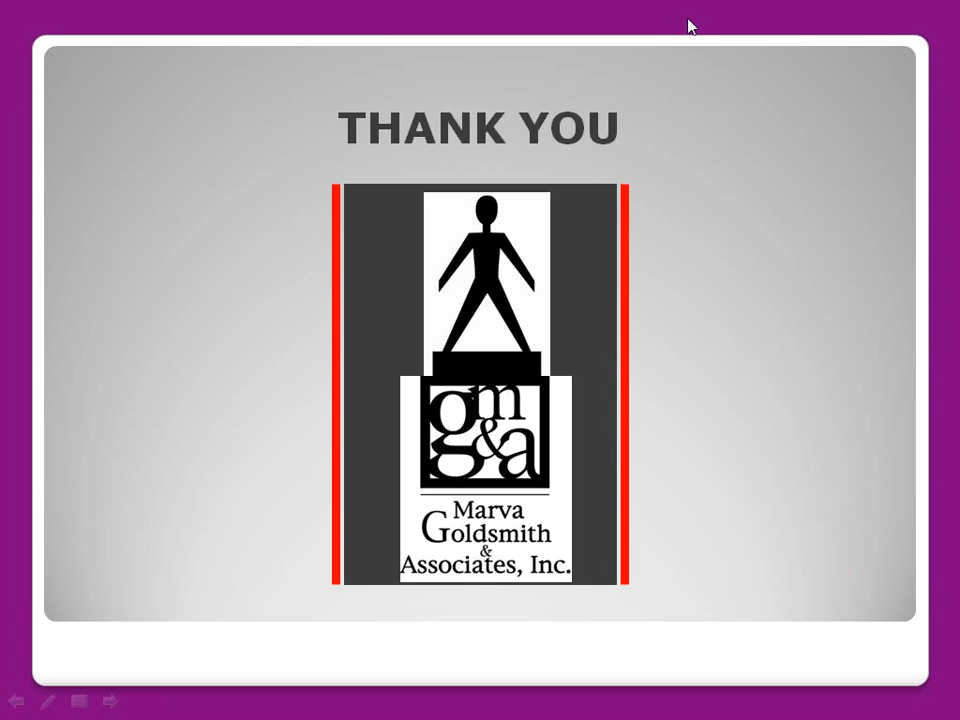 THANK YOU
gm
&a
Marva
Goldsmith
&
Associates, Inc.